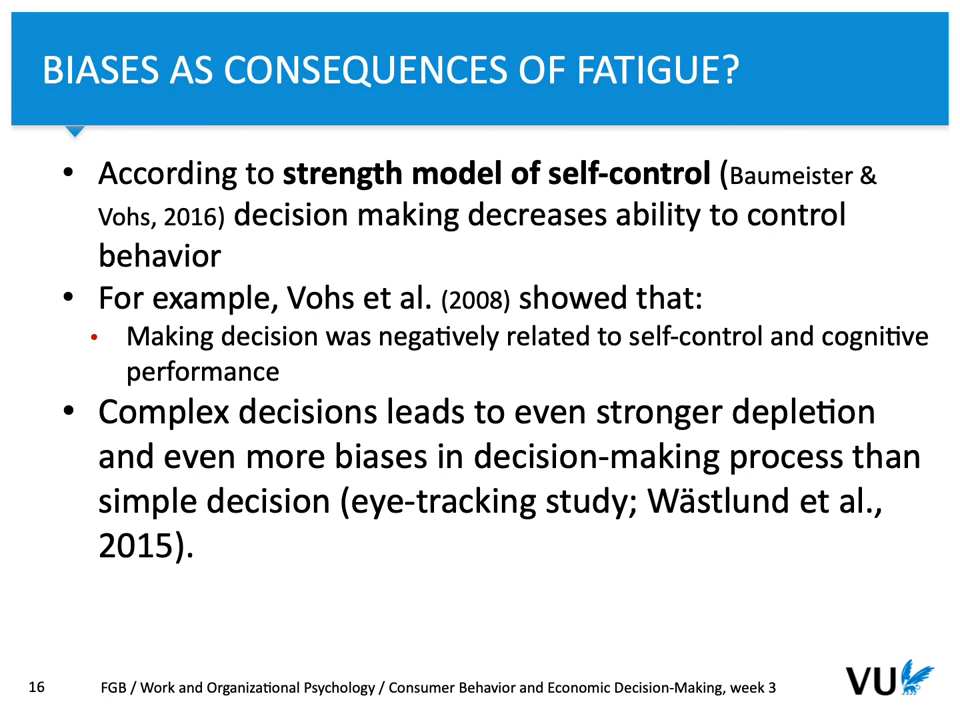 BIASES AS CONSEQUENCES OF FATIGUE?
• According to strength model of self-control (Baumeister &
Vohs, 2016) decision making decreases ability to control
behavior
• For example, Vohs et al. (2008) showed that:
• Making decision was negatively related to self-control and cognitive
performance
• Complex decisions leads to even stronger depletion
and even more biases in decision-making process than
simple decision (eye-tracking study; Wästlund et al.,
2015).
16 FGB / Work and Organizational Psychology / Consumer Behavior and Economic Decision-Making, week 3
VU